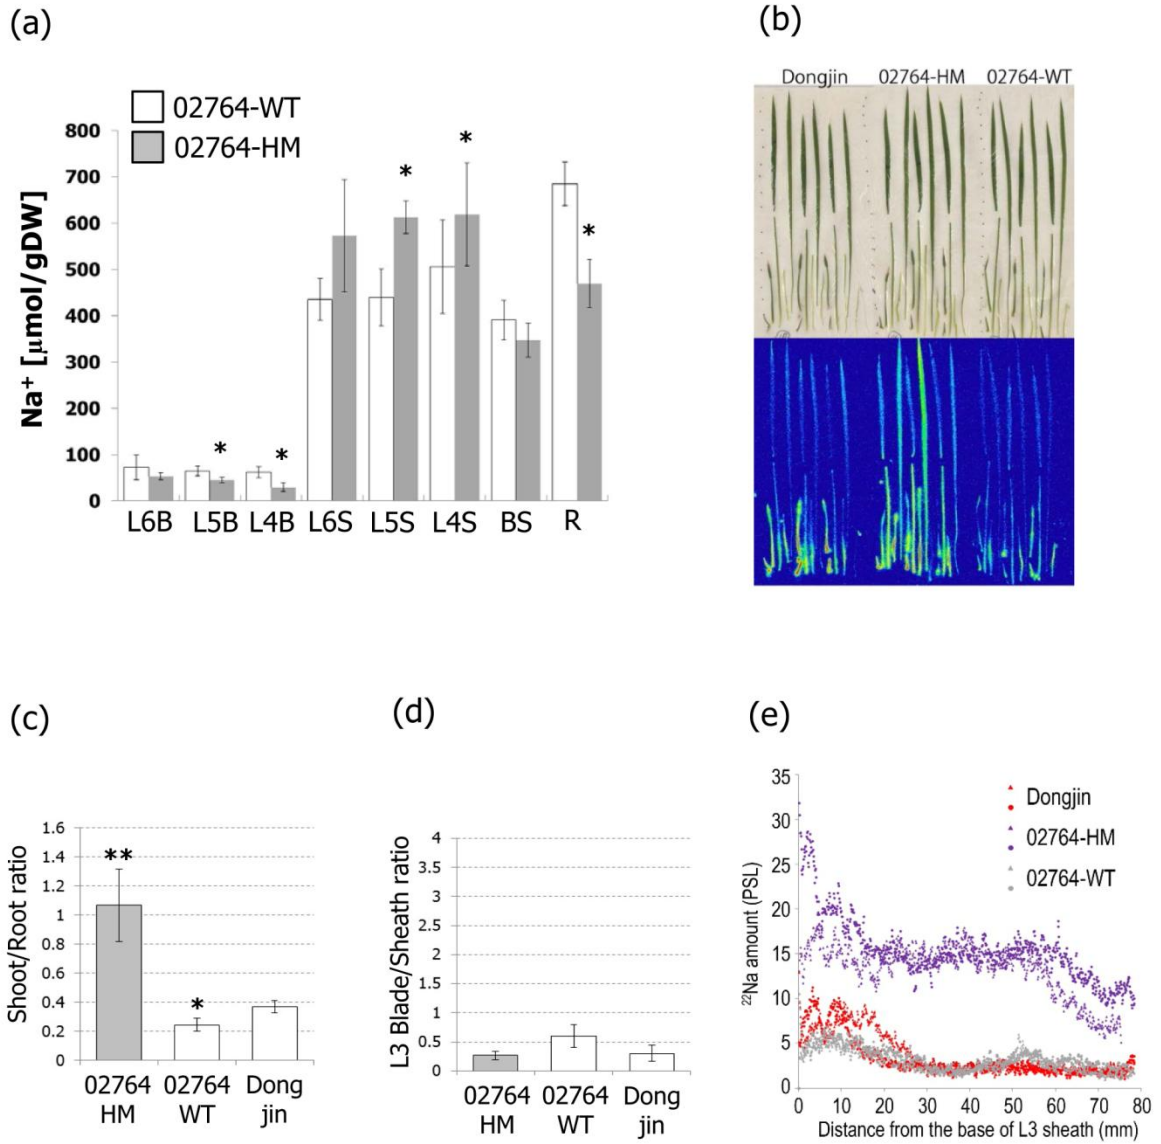 (a)
02764-WT
02764-HM
Na⁺ [μmol/gDW]
800
700
600
500
400
300
200
100
0
*
*
*
*
*
L6B L5B L4B L6S L5S L4S BS R
(b)
Dongjin 02764-HM 02764-WT
(c)
Shoot/Root ratio
1.6
1.4
1.2
1
0.8
0.6
0.4
0.2
0
**
*
02764 02764 Dong
HM WT jin
(d)
L3 Blade/Sheath ratio
4
3.5
3
2.5
2
1.5
1
0.5
0
02764 02764 Dong
HM WT jin
(e)
²²Na amount (PSL)
35
30
25
20
15
10
5
0
Dongjin
02764-HM
02764-WT
0 10 20 30 40 50 60 70 80
Distance from the base of L3 sheath (mm)